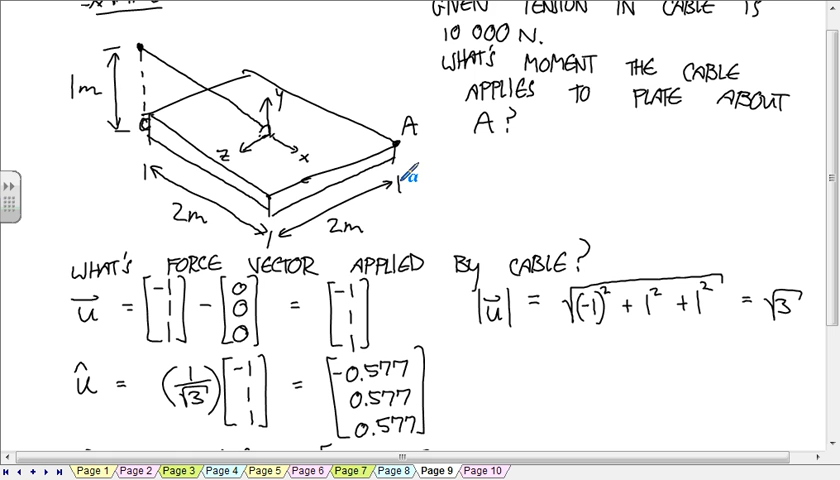 GIVEN TENSION IN CABLE IS
10 000 N.
WHAT'S MOMENT THE CABLE
APPLIES TO PLATE ABOUT
A?
1m
y
A
z
x
2m
2m
WHAT'S FORCE VECTOR APPLIED BY CABLE?
u = [-1 1 1] - [0 0 0] = [-1 1 1] |u| = √(-1)² + 1² + 1² = √3
û = (1/√3) [-1 1 1] = [-0.577 0.577 0.577]
Page 1 Page 2 Page 3 Page 4 Page 5 Page 6 Page 7 Page 8 Page 9 Page 10